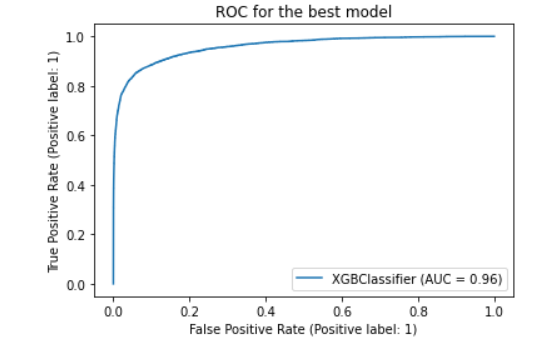 ROC for the best model
True Positive Rate (Positive label: 1)
1.0
0.8
0.6
0.4
0.2
0.0
XGBClassifier (AUC = 0.96)
0.0 0.2 0.4 0.6 0.8 1.0
False Positive Rate (Positive label: 1)